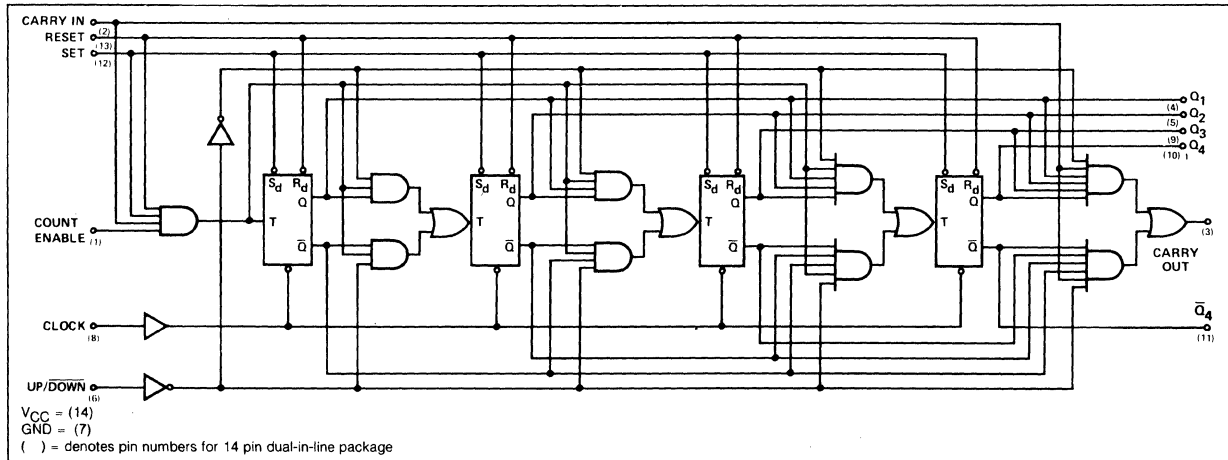 CARRY IN
(2)
RESET
(13)
SET
(12)
Q1
(4)
Q2
(5)
Q3
(9)
Q4
(10)
Sd Rd
Q
T
Q̅
Sd Rd
Q
T
Q̅
Sd Rd
Q
T
Q̅
Sd Rd
Q
T
Q̅
COUNT
ENABLE
(1)
(3)
CARRY
OUT
CLOCK
(8)
Q̅4
(11)
UP/D̅O̅W̅N̅
(6)
VCC = (14)
GND = (7)
( ) = denotes pin numbers for 14 pin dual-in-line package